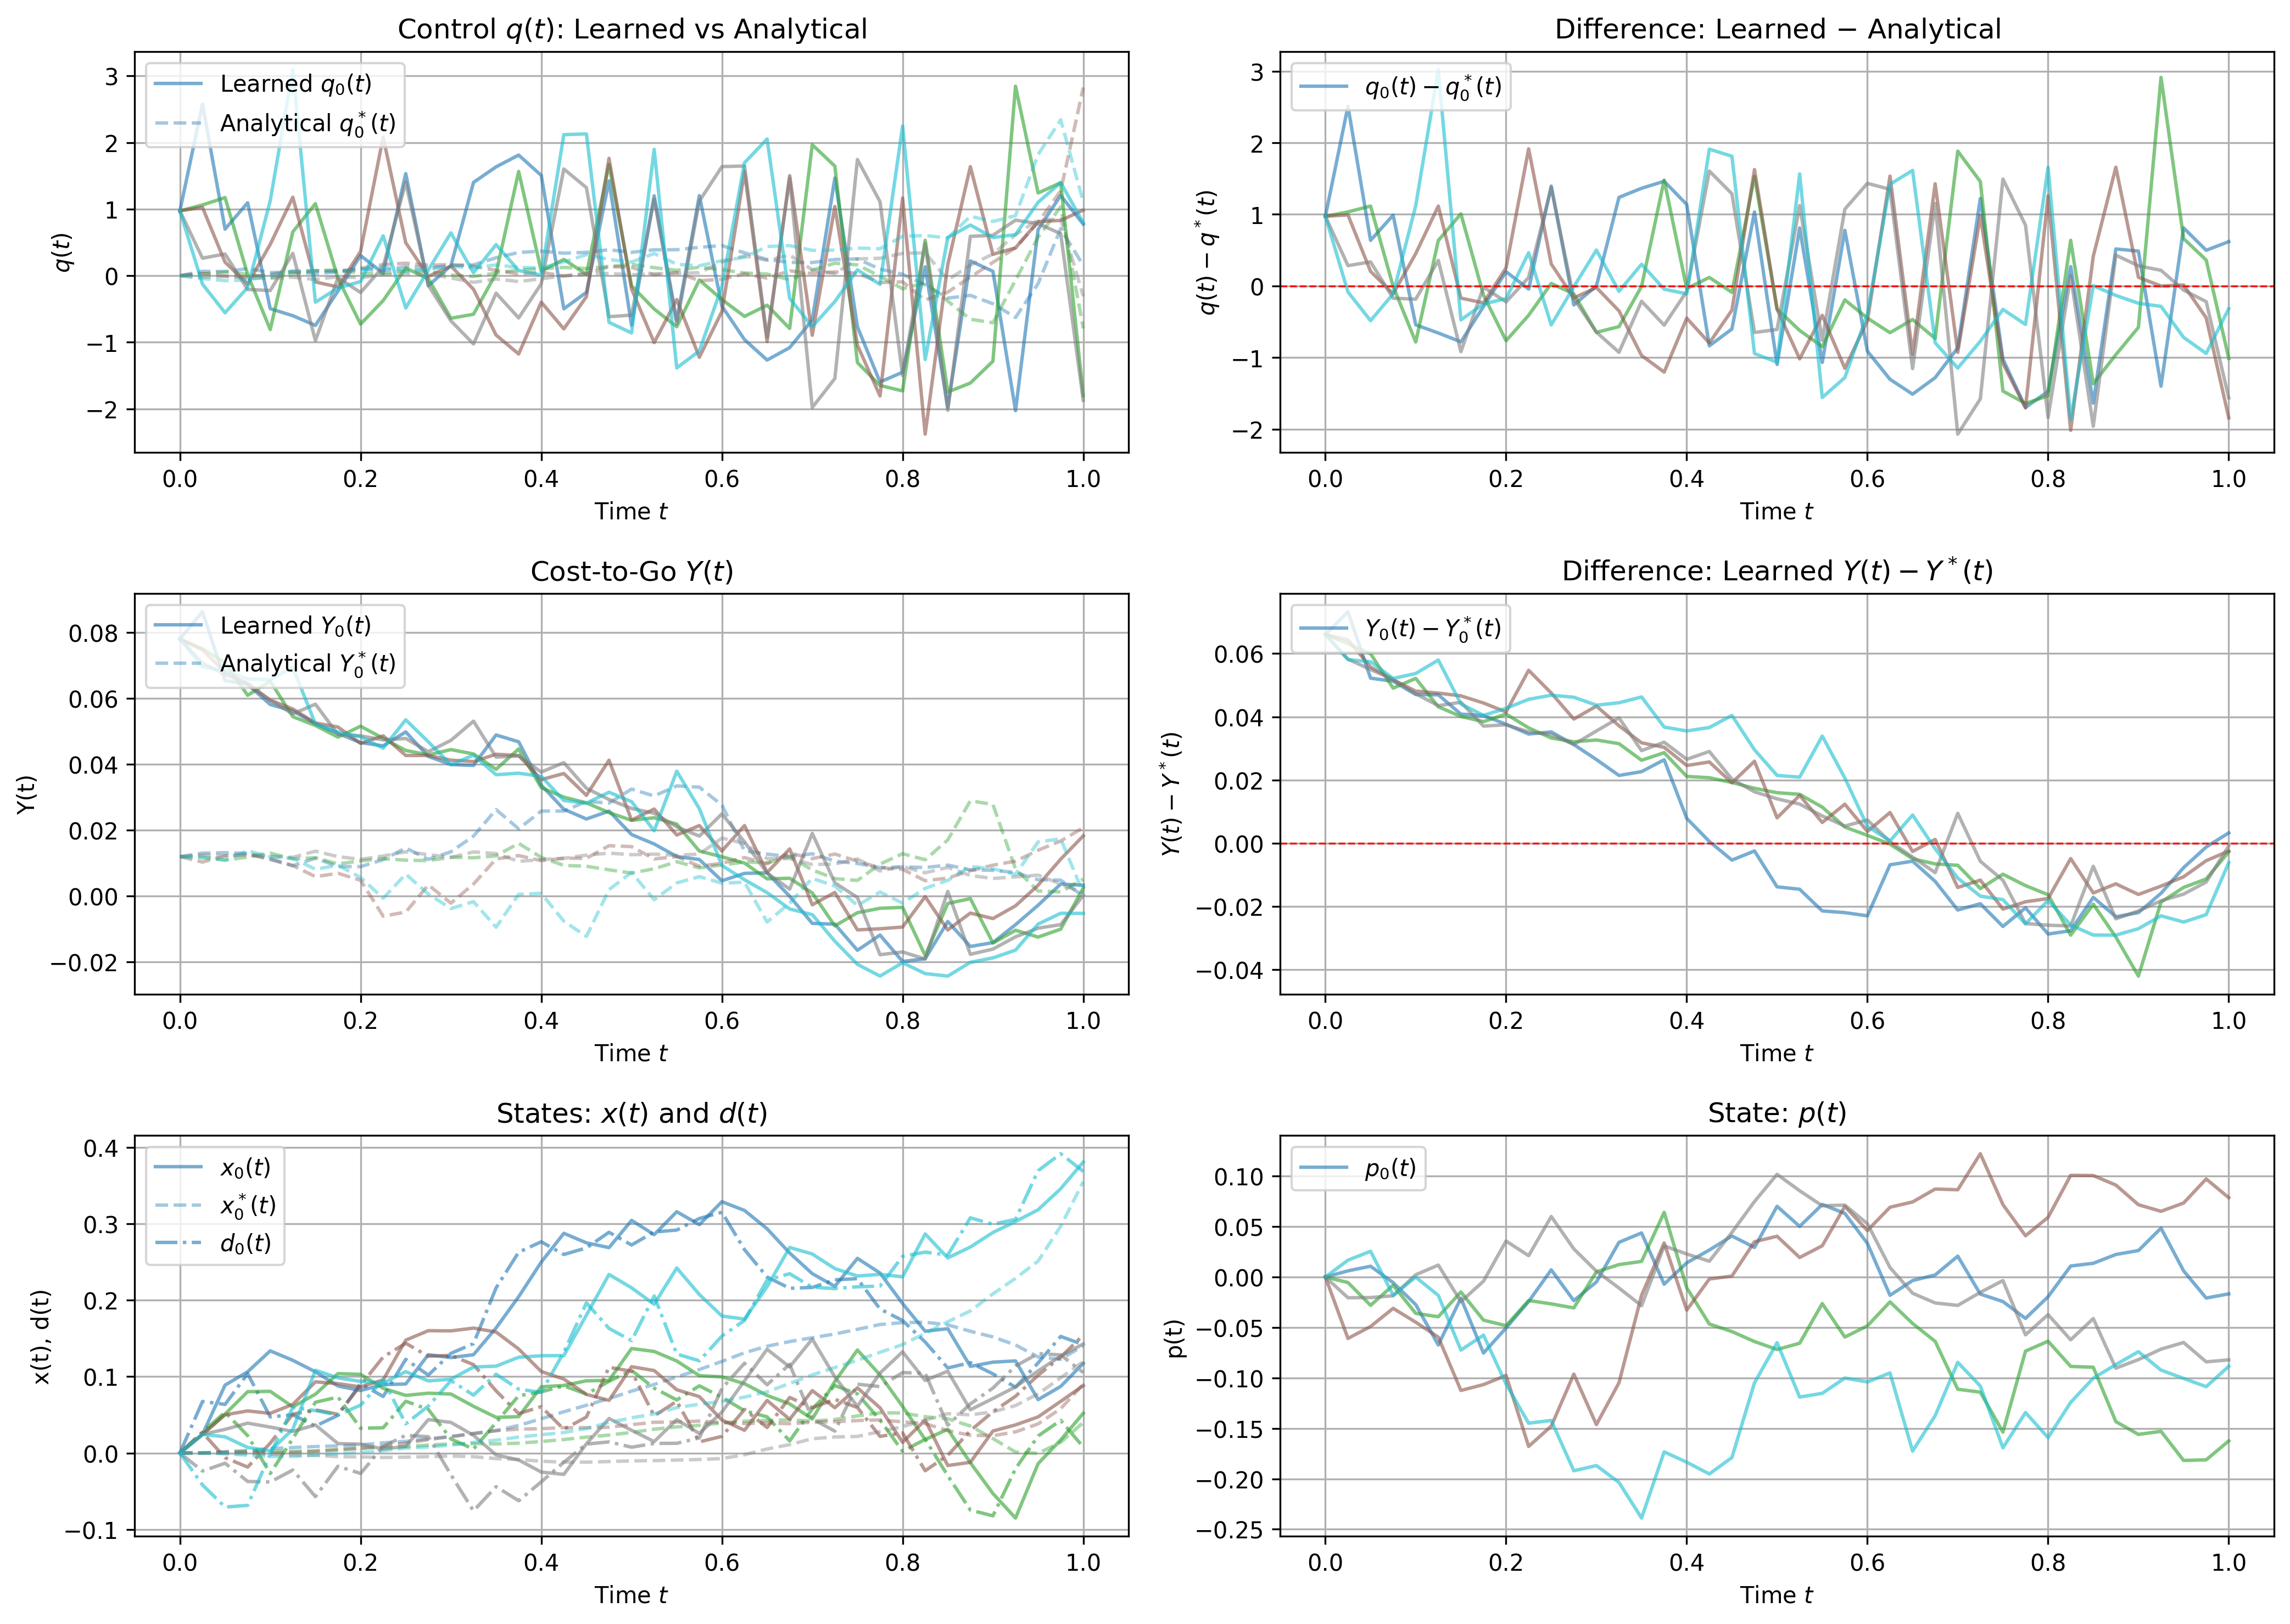 Control q(t): Learned vs Analytical
q(t)
3
2
1
0
−1
−2
Learned q₀(t)
Analytical q₀*(t)
0.0 0.2 0.4 0.6 0.8 1.0
Time t
Difference: Learned − Analytical
q(t) − q*(t)
3
2
1
0
−1
−2
q₀(t) − q₀*(t)
0.0 0.2 0.4 0.6 0.8 1.0
Time t
Cost-to-Go Y(t)
Y(t)
0.08
0.06
0.04
0.02
0.00
−0.02
Learned Y₀(t)
Analytical Y₀*(t)
0.0 0.2 0.4 0.6 0.8 1.0
Time t
Difference: Learned Y(t) − Y*(t)
Y(t) − Y*(t)
0.06
0.04
0.02
0.00
−0.02
−0.04
Y₀(t) − Y₀*(t)
0.0 0.2 0.4 0.6 0.8 1.0
Time t
States: x(t) and d(t)
x(t), d(t)
0.4
0.3
0.2
0.1
0.0
−0.1
x₀(t)
x₀*(t)
d₀(t)
0.0 0.2 0.4 0.6 0.8 1.0
Time t
State: p(t)
p(t)
0.10
0.05
0.00
−0.05
−0.10
−0.15
−0.20
−0.25
p₀(t)
0.0 0.2 0.4 0.6 0.8 1.0
Time t